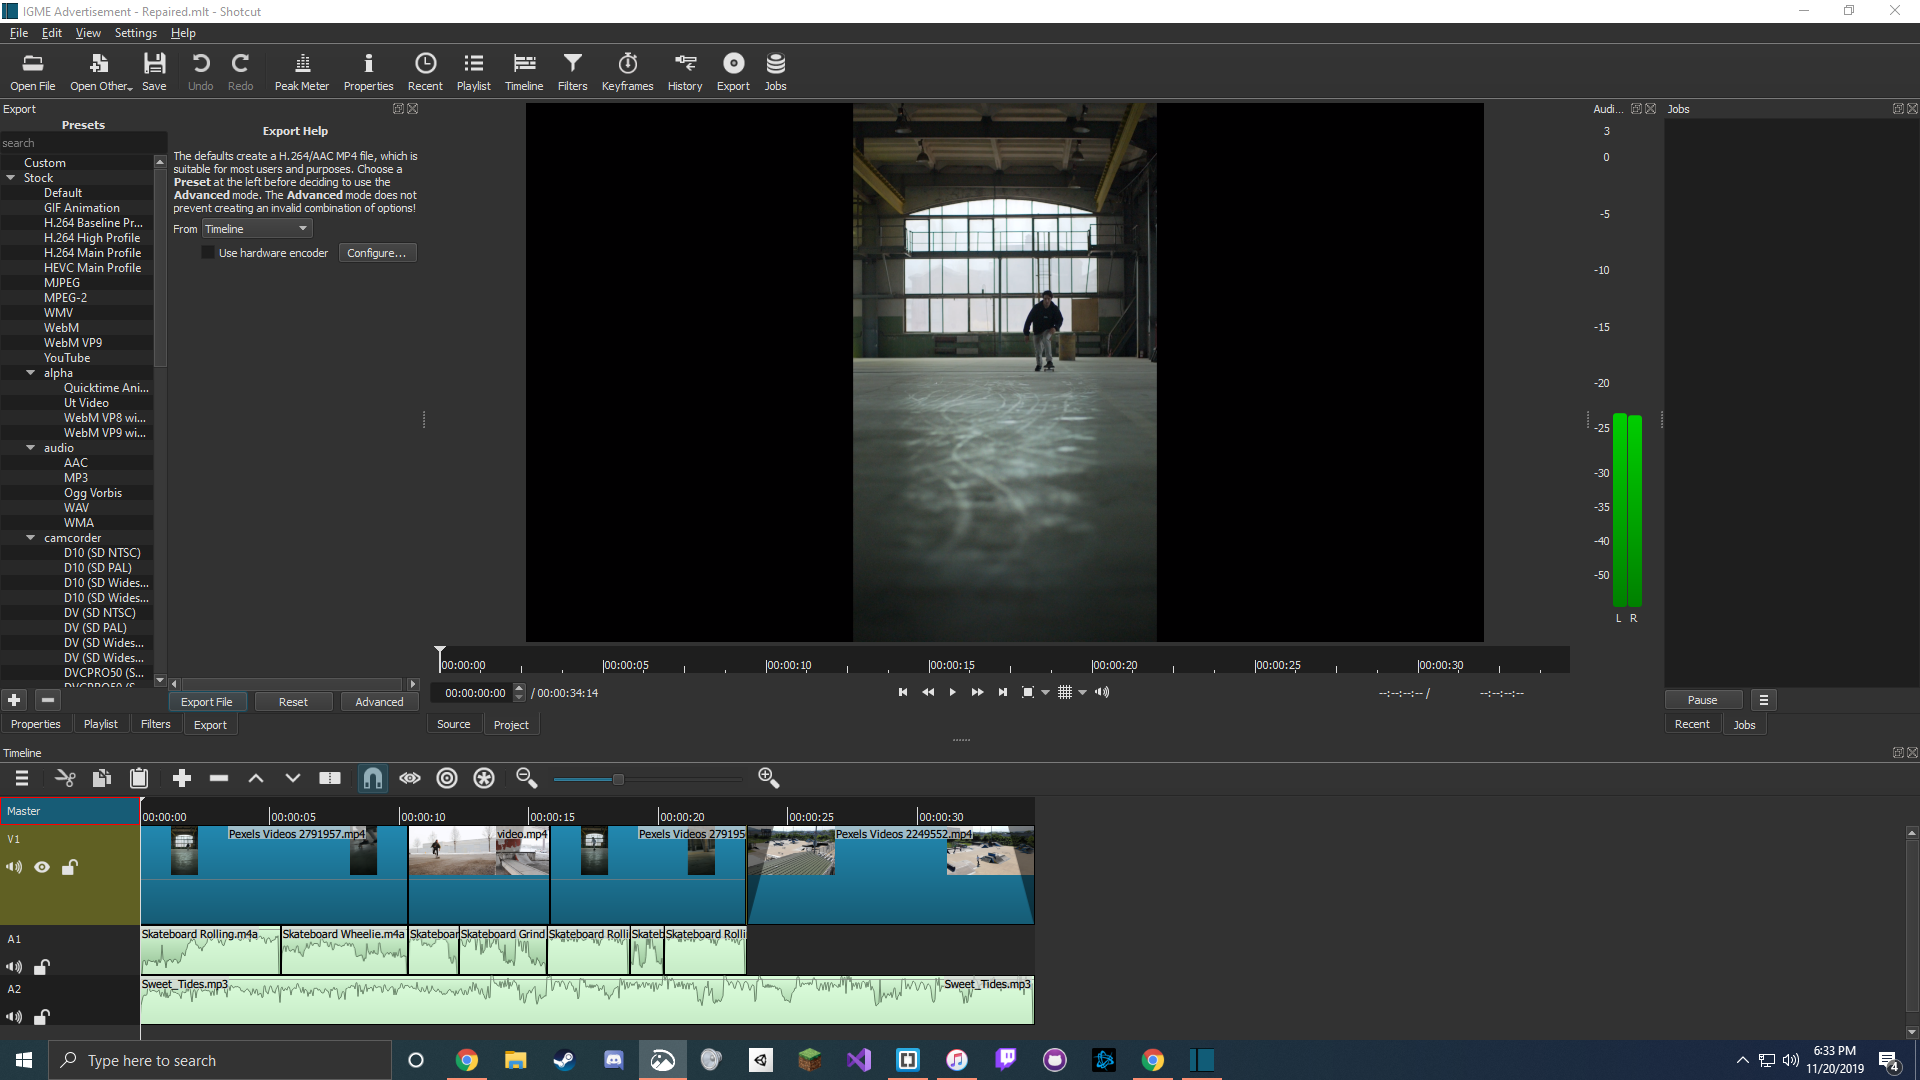 IGME Advertisement - Repaired.mlt - Shotcut
File Edit View Settings Help
Open File Open Other.. Save Undo Redo Peak Meter Properties Recent Playlist Timeline Filters Keyframes History Export Jobs
Export
Presets
search
Custom
Stock
Default
GIF Animation
H.264 Baseline Pr...
H.264 High Profile
H.264 Main Profile
HEVC Main Profile
MJPEG
MPEG-2
WMV
WebM
WebM VP9
YouTube
alpha
Quicktime Ani...
Ut Video
WebM VP8 wi...
WebM VP9 wi...
audio
AAC
MP3
Ogg Vorbis
WAV
WMA
camcorder
D10 (SD NTSC)
D10 (SD PAL)
D10 (SD Wides...
D10 (SD Wides...
DV (SD NTSC)
DV (SD PAL)
DV (SD Wides...
DV (SD Wides...
DVCPRO50 (S...
DVCPRO50 (S...
Export Help
The defaults create a H.264/AAC MP4 file, which is
suitable for most users and purposes. Choose a
Preset at the left before deciding to use the
Advanced mode. The Advanced mode does not
prevent creating an invalid combination of options!
From Timeline
Use hardware encoder Configure...
Export File Reset Advanced
Properties Playlist Filters Export
00:00:00 00:00:05 00:00:10 00:00:15 00:00:20 00:00:25 00:00:30
00:00:00:00 / 00:00:34:14 --:--:--:-- / --:--:--:--
Source Project
Audi...
3
0
-5
-10
-15
-20
-25
-30
-35
-40
-50
L R
Jobs
Pause
Recent Jobs
Timeline
Master
00:00:00 00:00:05 00:00:10 00:00:15 00:00:20 00:00:25 00:00:30
V1
Pexels Videos 2791957.mp4 video.mp4 Pexels Videos 279195 Pexels Videos 2249552.mp4
A1
Skateboard Rolling.m4a Skateboard Wheelie.m4a Skateboar Skateboard Grind Skateboard Rolli Skateb Skateboard Rolli
A2
Sweet_Tides.mp3 Sweet_Tides.mp3
Type here to search
6:33 PM
11/20/2019
4